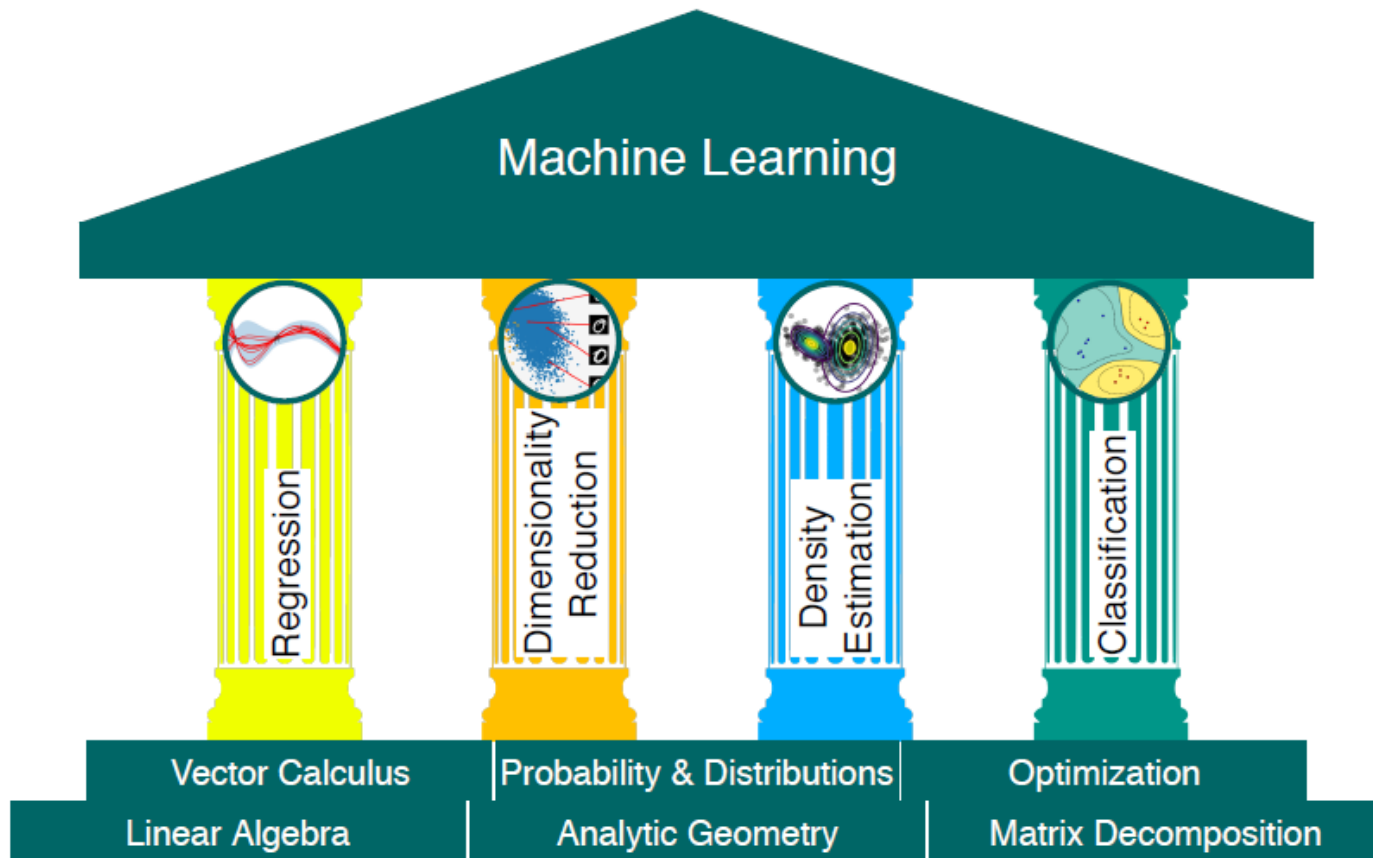 Machine Learning
Regression
Dimensionality
Reduction
Density
Estimation
Classification
Vector Calculus
Probability & Distributions
Optimization
Linear Algebra
Analytic Geometry
Matrix Decomposition